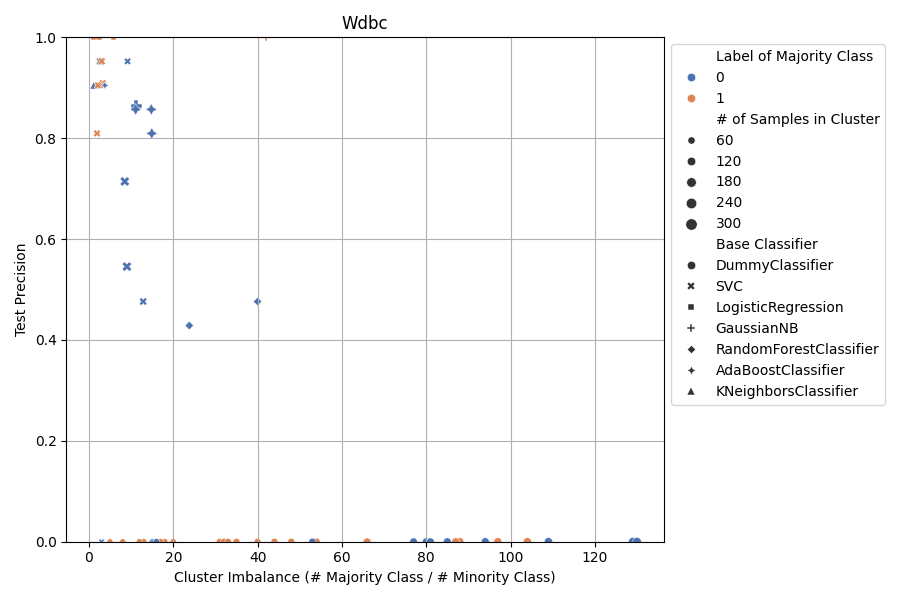 Wdbc
1.0
0.8
0.6
0.4
0.2
0.0
Test Precision
0 20 40 60 80 100 120
Cluster Imbalance (# Majority Class / # Minority Class)
Label of Majority Class
0
1
# of Samples in Cluster
60
120
180
240
300
Base Classifier
DummyClassifier
SVC
LogisticRegression
GaussianNB
RandomForestClassifier
AdaBoostClassifier
KNeighborsClassifier